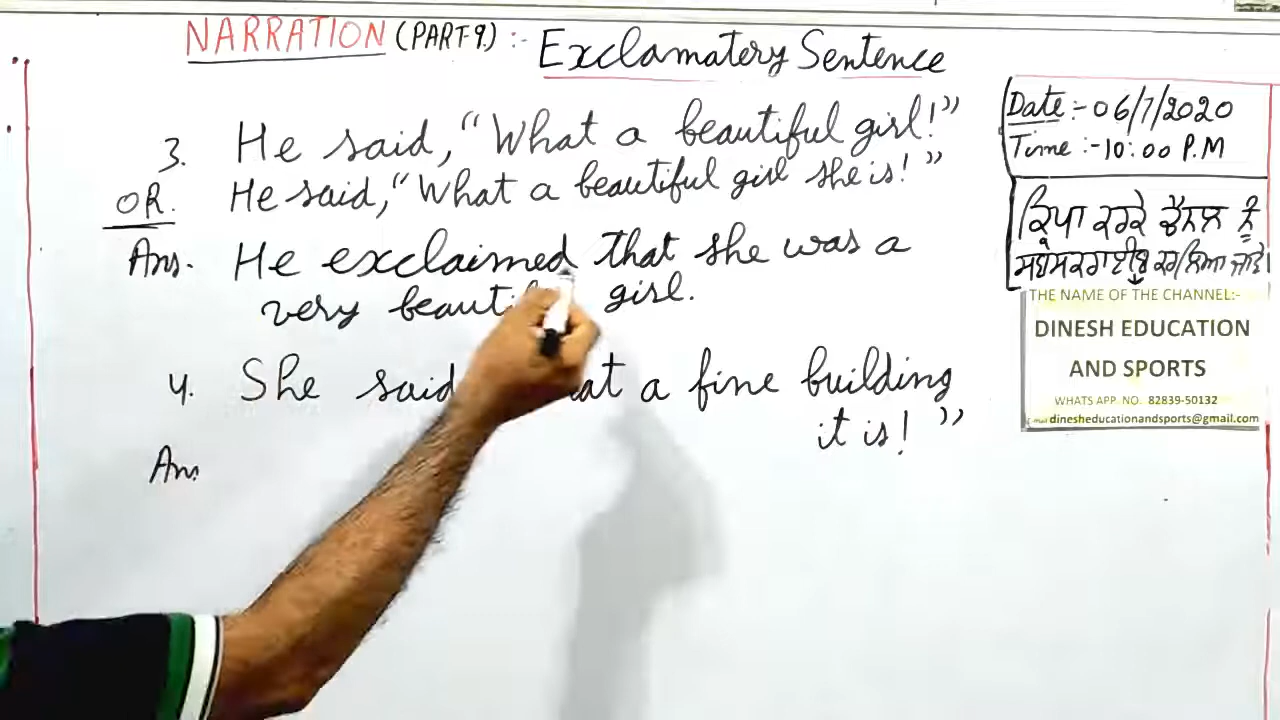 NARRATION (PART-9.) :- Exclamatery Sentence
3. He said, "What a beautiful girl!"
OR. He said, "What a beautiful girl she is!"
Ans. He exclaimed that she was a
very girl.
4. She said a fine building
it is! "
Ans
Date:- 06/7/2020
Time:- 10:00 P.M
ਕ੍ਰਿਪਾ ਕਰਕੇ ਚੈਨਲ ਨੂੰ
THE NAME OF THE CHANNEL:-
DINESH EDUCATION
AND SPORTS
WHATS APP. NO. 82839-50132
E-mail dinesheducationandsports@gmail.com